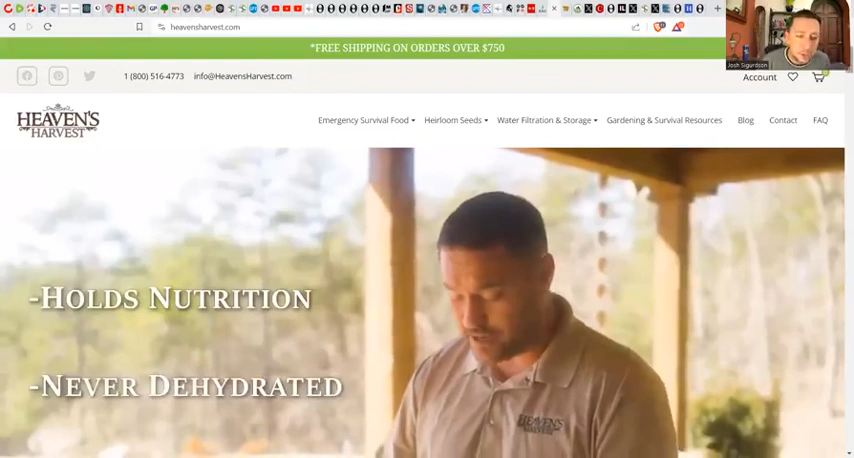 heavensharvest.com
*FREE SHIPPING ON ORDERS OVER $750
1 (800) 516-4773 info@HeavensHarvest.com
Josh Sigurdson
Account
HEAVEN'S
HARVEST
Emergency Survival Food Heirloom Seeds Water Filtration & Storage Gardening & Survival Resources Blog Contact FAQ
-HOLDS NUTRITION
-NEVER DEHYDRATED
HEAVEN'S
HARVEST